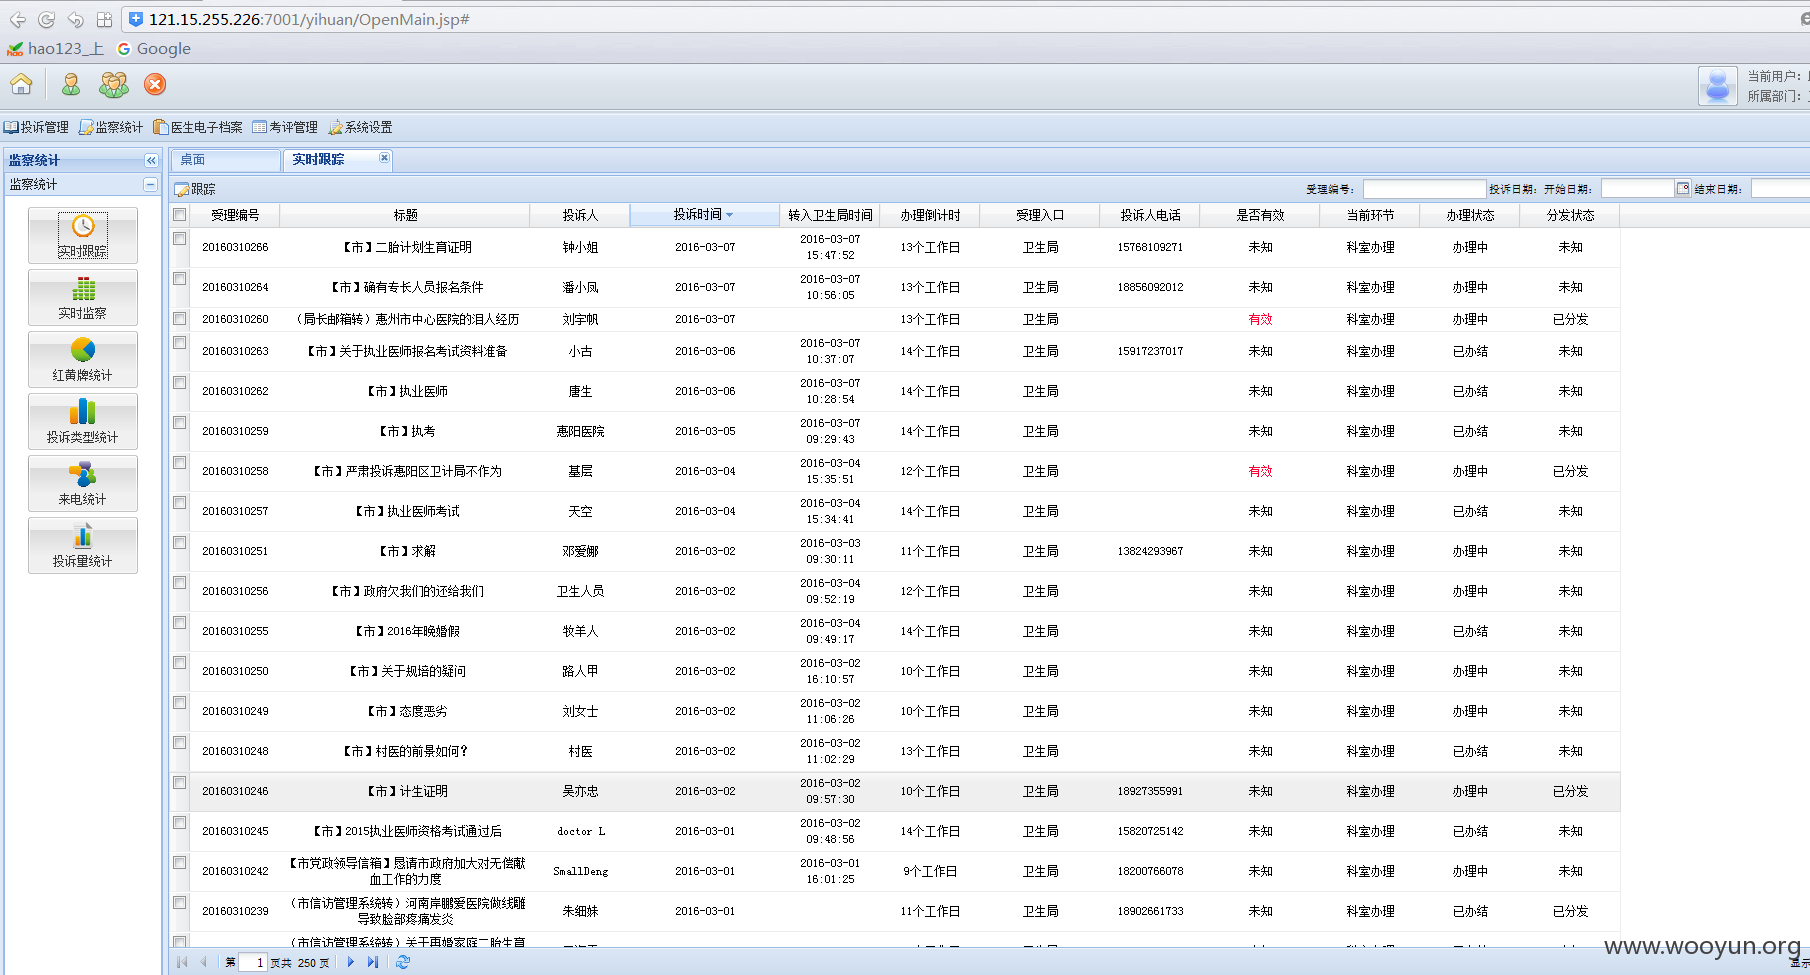 121.15.255.226:7001/yihuan/OpenMain.jsp#
hao123_上 Google
当前用户：
所属部门：
投诉管理 监察统计 医生电子档案 考评管理 系统设置
监察统计
桌面 实时跟踪
监察统计
跟踪 受理编号： 投诉日期： 开始日期： 结束日期：
实时跟踪
实时监察
红黄牌统计
投诉类型统计
来电统计
投诉量统计
受理编号 标题 投诉人 投诉时间 转入卫生局时间 办理倒计时 受理入口 投诉人电话 是否有效 当前环节 办理状态 分发状态
20160310266 【市】二胎计划生育证明 钟小姐 2016-03-07 2016-03-07 15:47:52 13个工作日 卫生局 15768109271 未知 科室办理 办理中 未知
20160310264 【市】确有专长人员报名条件 潘小凤 2016-03-07 2016-03-07 10:56:05 13个工作日 卫生局 18856092012 未知 科室办理 办理中 未知
20160310260 （局长邮箱转）惠州市中心医院的泪人经历 刘宇帆 2016-03-07 13个工作日 卫生局 有效 科室办理 办理中 已分发
20160310263 【市】关于执业医师报名考试资料准备 小古 2016-03-06 2016-03-07 10:37:07 14个工作日 卫生局 15917237017 未知 科室办理 已办结 未知
20160310262 【市】执业医师 唐生 2016-03-06 2016-03-07 10:28:54 14个工作日 卫生局 未知 科室办理 已办结 未知
20160310259 【市】执考 惠阳医院 2016-03-05 2016-03-07 09:29:43 14个工作日 卫生局 未知 科室办理 已办结 未知
20160310258 【市】严肃投诉惠阳区卫计局不作为 基层 2016-03-04 2016-03-04 15:35:51 12个工作日 卫生局 有效 科室办理 办理中 已分发
20160310257 【市】执业医师考试 天空 2016-03-04 2016-03-04 15:34:41 14个工作日 卫生局 未知 科室办理 已办结 未知
20160310251 【市】求解 邓爱娜 2016-03-02 2016-03-03 09:30:11 11个工作日 卫生局 13824293967 未知 科室办理 办理中 未知
20160310256 【市】政府欠我们的还给我们 卫生人员 2016-03-02 2016-03-04 09:52:19 12个工作日 卫生局 未知 科室办理 办理中 未知
20160310255 【市】2016年晚婚假 牧羊人 2016-03-02 2016-03-04 09:49:17 14个工作日 卫生局 未知 科室办理 已办结 未知
20160310250 【市】关于规培的疑问 路人甲 2016-03-02 2016-03-02 16:10:57 10个工作日 卫生局 未知 科室办理 办理中 未知
20160310249 【市】态度恶劣 刘女士 2016-03-02 2016-03-02 11:06:26 10个工作日 卫生局 未知 科室办理 办理中 未知
20160310248 【市】村医的前景如何？ 村医 2016-03-02 2016-03-02 11:02:29 13个工作日 卫生局 未知 科室办理 已办结 未知
20160310246 【市】计生证明 吴亦忠 2016-03-02 2016-03-02 09:57:30 10个工作日 卫生局 18927355991 未知 科室办理 办理中 已分发
20160310245 【市】2015执业医师资格考试通过后 doctor L 2016-03-01 2016-03-02 09:48:56 14个工作日 卫生局 15820725142 未知 科室办理 已办结 未知
20160310242 【市党政领导信箱】恳请市政府加大对无偿献血工作的力度 SmallDeng 2016-03-01 2016-03-01 16:01:25 9个工作日 卫生局 18200766078 未知 科室办理 办理中 未知
20160310239 （市信访管理系统转）河南岸鹏爱医院做线雕导致脸部疼痛发炎 朱细妹 2016-03-01 11个工作日 卫生局 18902661733 未知 科室办理 已办结 已分发
（市信访管理系统转）关于再婚家庭二胎生育
第 1 页共 250 页
www.wooyun.org
显示